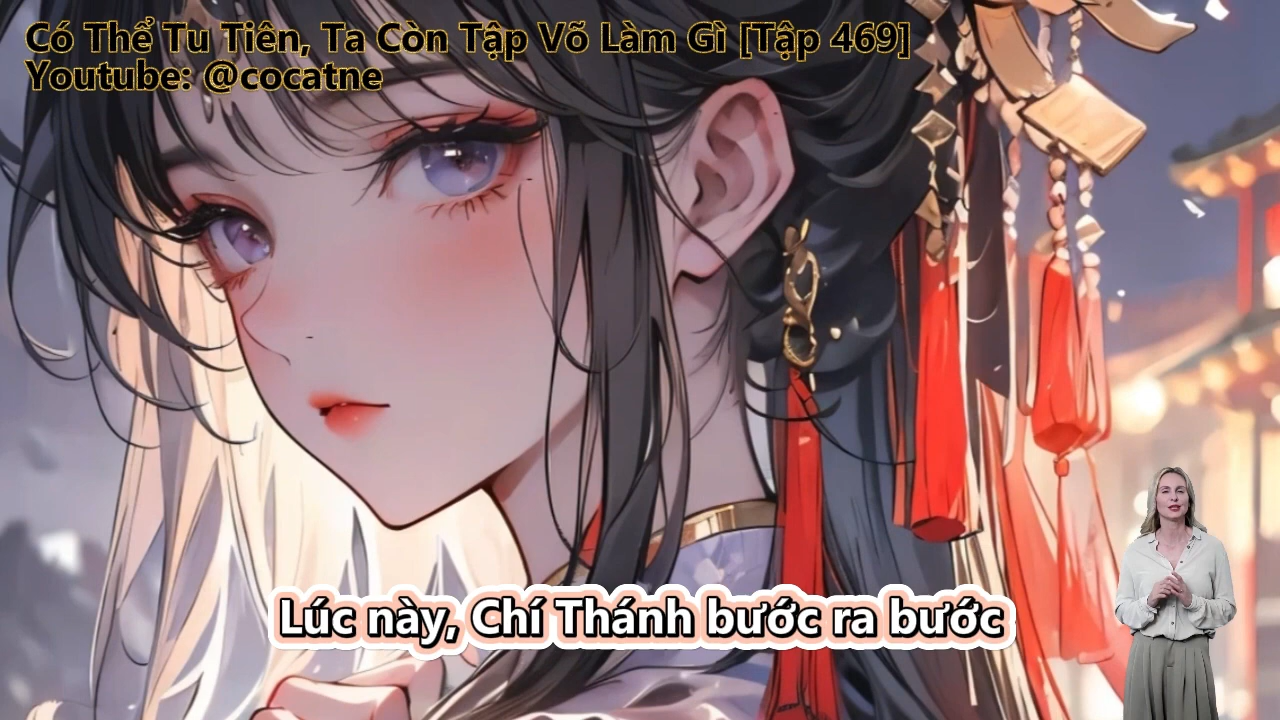 Có Thể Tu Tiên, Ta Còn Tập Võ Làm Gì [Tập 469]
Youtube: @cocatne
Lúc này, Chí Thánh bước ra bước